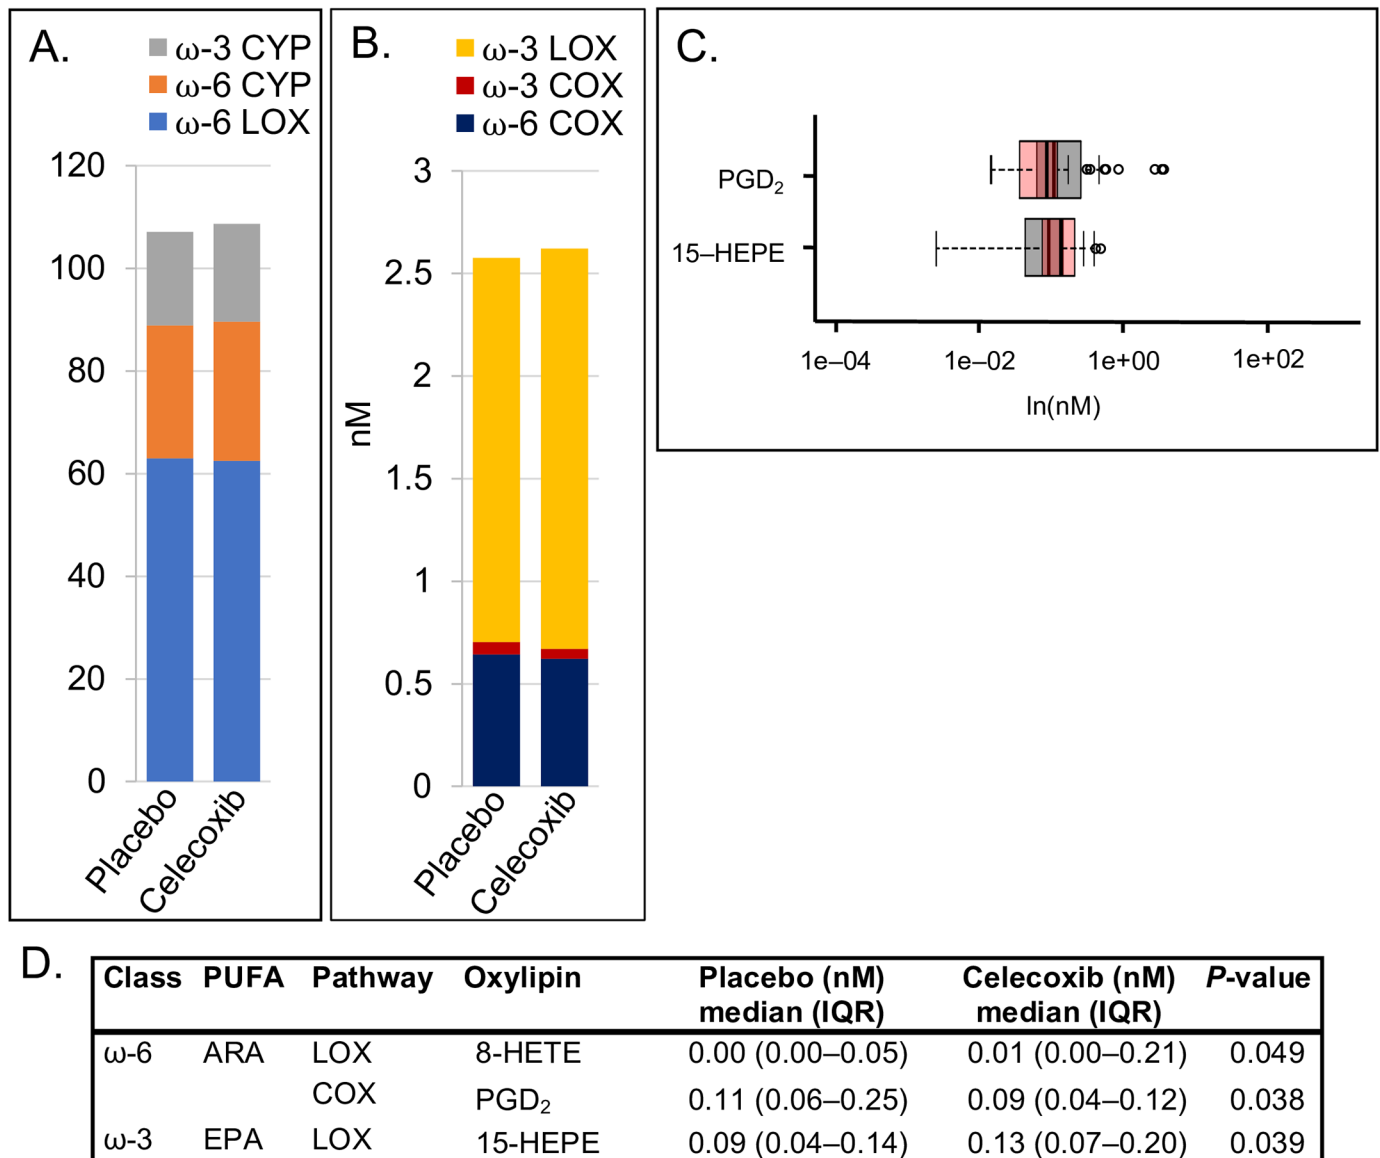 A.
ω-3 CYP
ω-6 CYP
ω-6 LOX
120
100
80
60
40
20
0
Placebo
Celecoxib
B.
ω-3 LOX
ω-3 COX
ω-6 COX
3
2.5
2
1.5
1
0.5
0
nM
Placebo
Celecoxib
C.
PGD₂
15–HEPE
1e–04 1e–02 1e+00 1e+02
ln(nM)
D.
Class PUFA Pathway Oxylipin Placebo (nM) Celecoxib (nM) P-value
median (IQR) median (IQR)
ω-6 ARA LOX 8-HETE 0.00 (0.00–0.05) 0.01 (0.00–0.21) 0.049
COX PGD₂ 0.11 (0.06–0.25) 0.09 (0.04–0.12) 0.038
ω-3 EPA LOX 15-HEPE 0.09 (0.04–0.14) 0.13 (0.07–0.20) 0.039